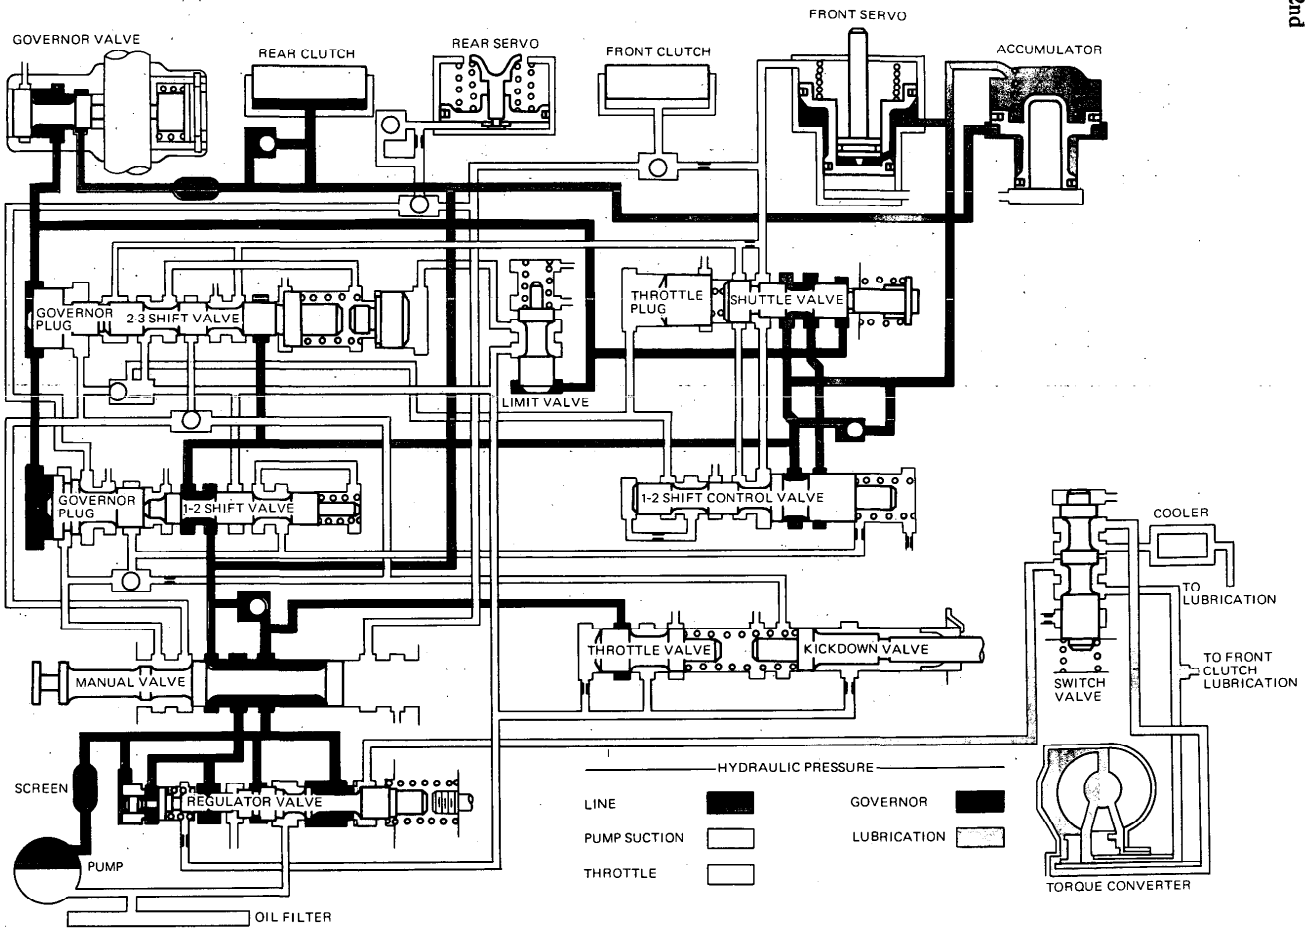 2nd
FRONT SERVO
GOVERNOR VALVE
REAR CLUTCH
REAR SERVO
FRONT CLUTCH
ACCUMULATOR
GOVERNOR
PLUG
2-3 SHIFT VALVE
THROTTLE
PLUG
SHUTTLE VALVE
LIMIT VALVE
GOVERNOR
PLUG
1-2 SHIFT VALVE
1-2 SHIFT CONTROL VALVE
COOLER
TO
LUBRICATION
THROTTLE VALVE
KICKDOWN VALVE
MANUAL VALVE
SWITCH
VALVE
TO FRONT
CLUTCH
LUBRICATION
SCREEN
REGULATOR VALVE
HYDRAULIC PRESSURE
LINE
GOVERNOR
PUMP SUCTION
LUBRICATION
THROTTLE
PUMP
TORQUE CONVERTER
OIL FILTER